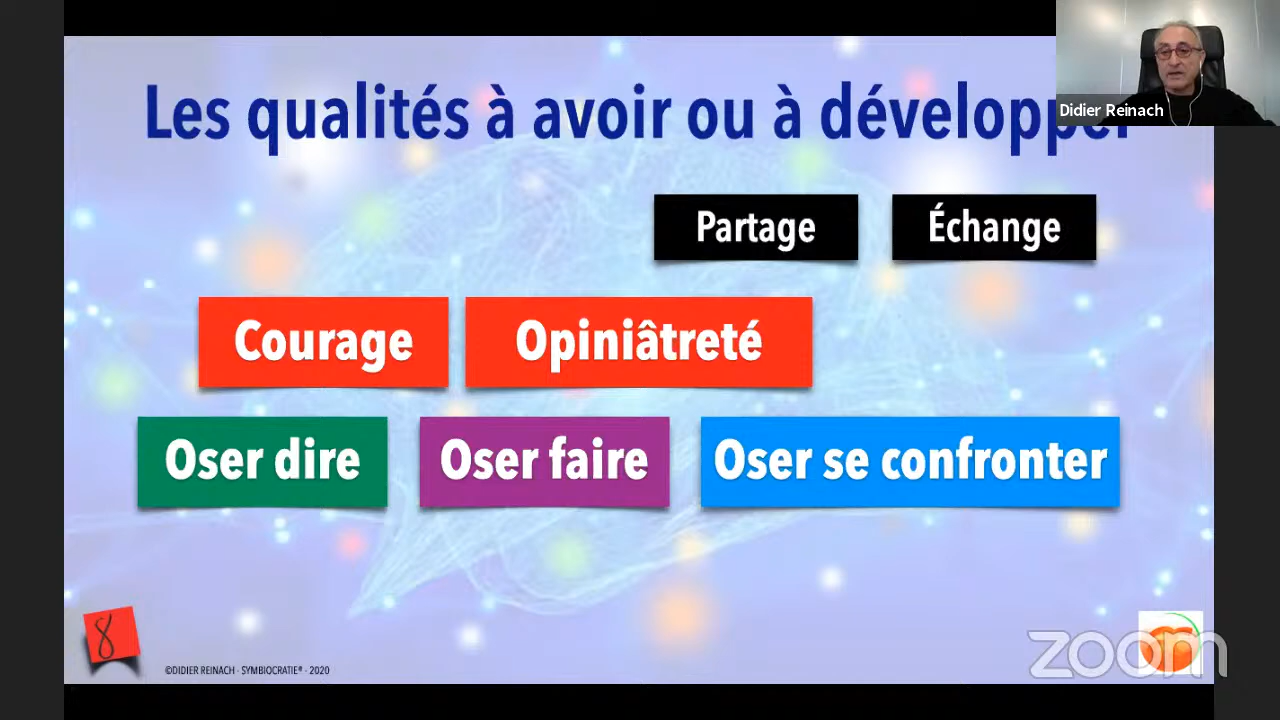 Les qualités à avoir ou à développer
Didier Reinach
Partage
Échange
Courage
Opiniâtreté
Oser dire
Oser faire
Oser se confronter
8
©DIDIER REINACH - SYMBIOCRATIE® - 2020
zoom